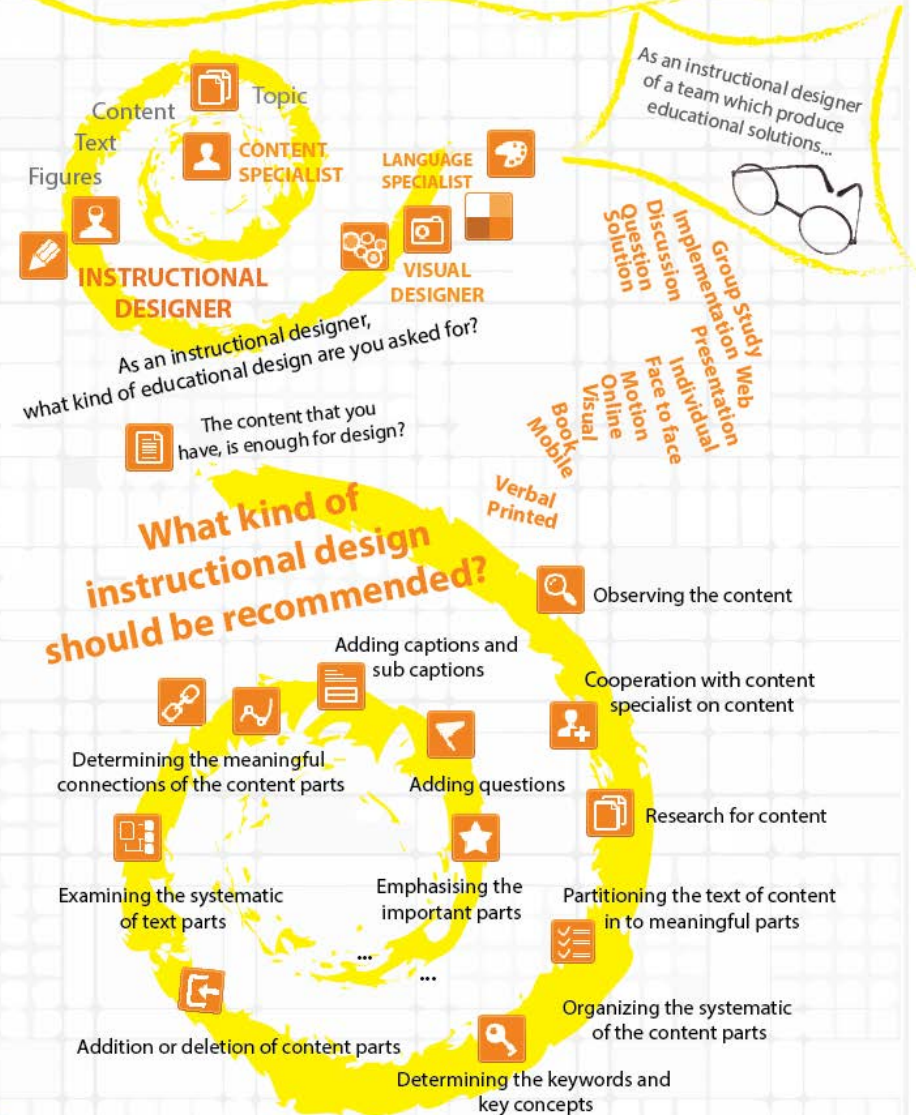 As an instructional designer
of a team which produce
educational solutions...
Topic
Content
Text
Figures
CONTENT
SPECIALIST
LANGUAGE
SPECIALIST
INSTRUCTIONAL
DESIGNER
VISUAL
DESIGNER
As an instructional designer,
what kind of educational design are you asked for?
The content that you
have, is enough for design?
Group Study
Implementation
Discussion
Question
Solution
Web
Presentation
Individual
Face to face
Motion
Online
Visual
Book
Mobile
Verbal
Printed
What kind of
instructional design
should be recommended?
Observing the content
Cooperation with content
specialist on content
Research for content
Partitioning the text of content
in to meaningful parts
Organizing the systematic
of the content parts
Determining the keywords and
key concepts
Addition or deletion of content parts
Examining the systematic
of text parts
Determining the meaningful
connections of the content parts
Adding captions and
sub captions
Adding questions
Emphasising the
important parts
...
...